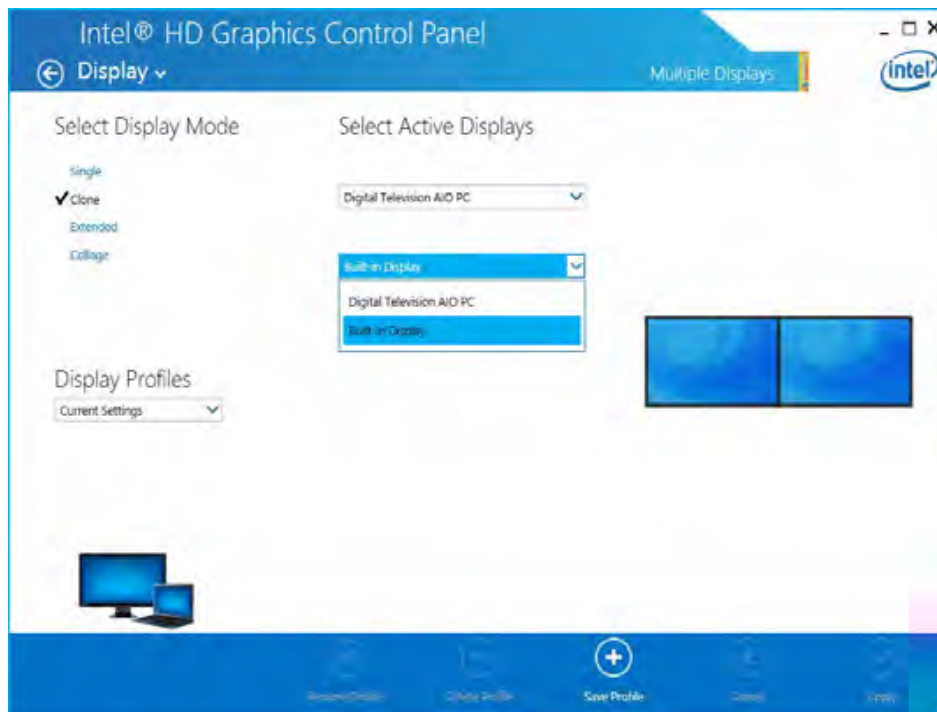 Intel® HD Graphics Control Panel
Display
Multiple Displays
intel
Select Display Mode
Select Active Displays
Single
Clone
Extended
Collage
Digital Television AIO PC
Built-in Display
Digital Television AIO PC
Built-in Display
Display Profiles
Current Settings
Save Profile